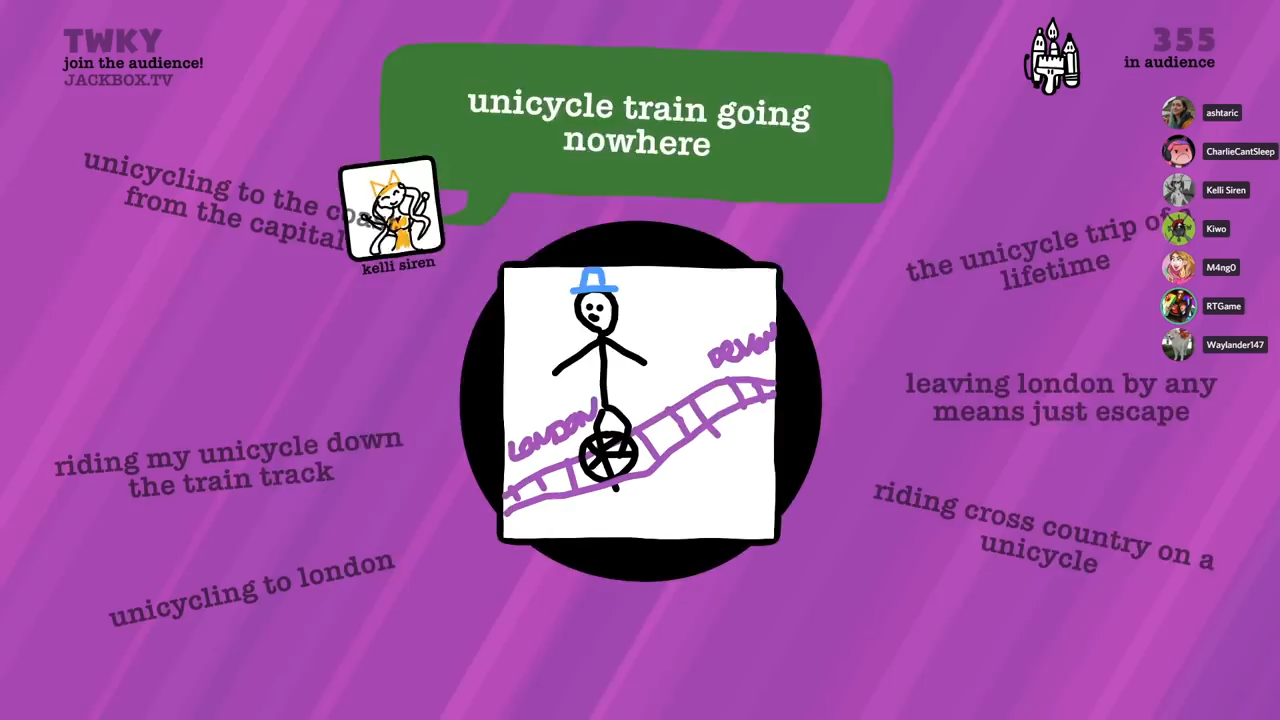 TWKY
join the audience!
JACKBOX.TV
355
in audience
unicycle train going
nowhere
kelli siren
unicycling to the
from the capital
the unicycle trip of
lifetime
leaving london by any
means just escape
riding my unicycle down
the train track
riding cross country on a
unicycle
unicycling to london
LONDON
DEVON
ashtaric
CharlieCantSleep
Kelli Siren
Kiwo
M4ng0
RTGame
Waylander147